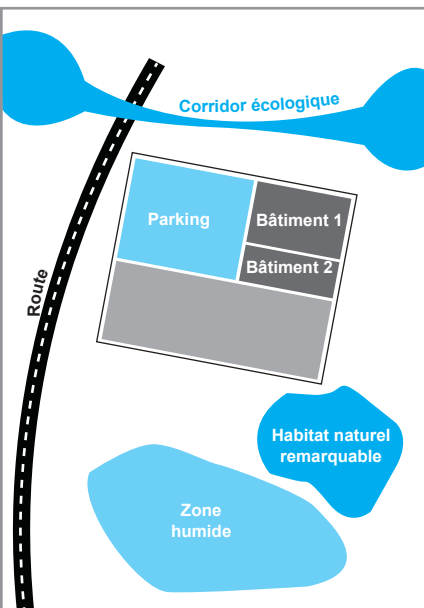 Corridor écologique
Parking
Bâtiment 1
Bâtiment 2
Route
Habitat naturel
remarquable
Zone
humide